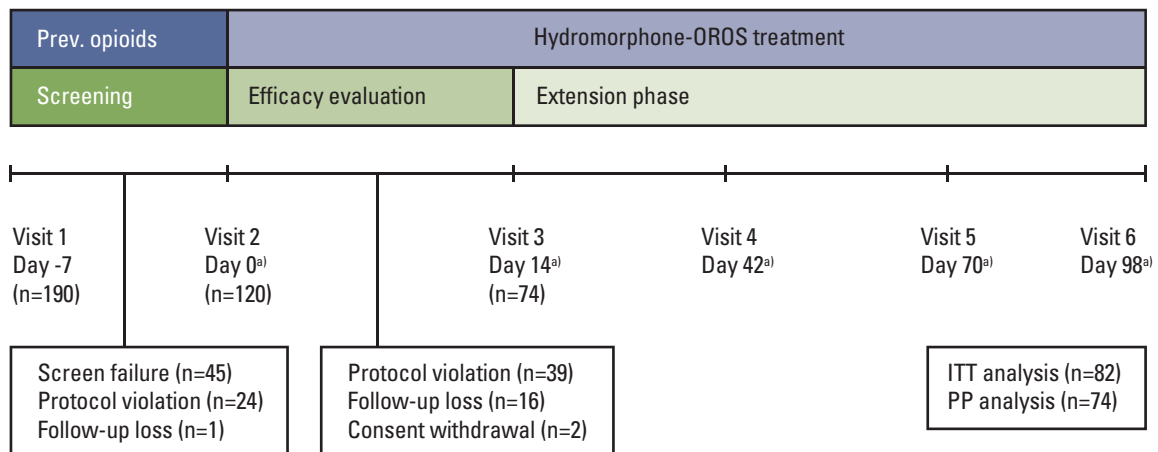 Prev. opioids
Hydromorphone-OROS treatment
Screening
Efficacy evaluation
Extension phase
Visit 1
Day -7
(n=190)
Visit 2
Day 0a)
(n=120)
Visit 3
Day 14a)
(n=74)
Visit 4
Day 42a)
Visit 5
Day 70a)
Visit 6
Day 98a)
Screen failure (n=45)
Protocol violation (n=24)
Follow-up loss (n=1)
Protocol violation (n=39)
Follow-up loss (n=16)
Consent withdrawal (n=2)
ITT analysis (n=82)
PP analysis (n=74)